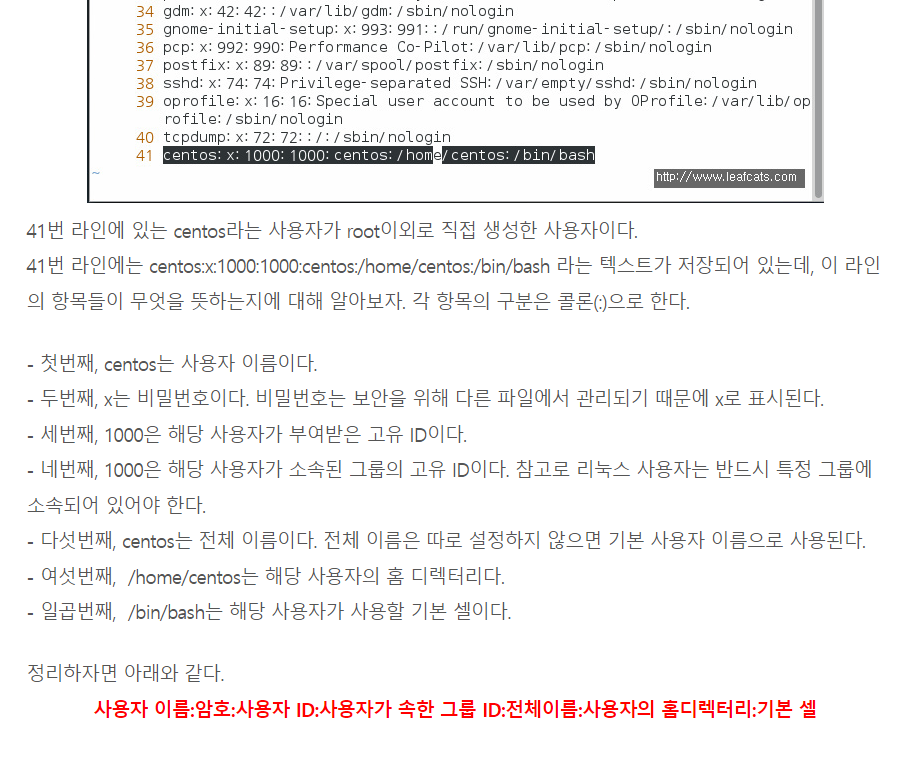 34 gdm:x:42:42::/var/lib/gdm:/sbin/nologin
35 gnome-initial-setup:x:993:991::/run/gnome-initial-setup/:/sbin/nologin
36 pcp:x:992:990:Performance Co-Pilot:/var/lib/pcp:/sbin/nologin
37 postfix:x:89:89::/var/spool/postfix:/sbin/nologin
38 sshd:x:74:74:Privilege-separated SSH:/var/empty/sshd:/sbin/nologin
39 oprofile:x:16:16:Special user account to be used by OProfile:/var/lib/op
rofile:/sbin/nologin
40 tcpdump:x:72:72::/:/sbin/nologin
41 centos:x:1000:1000:centos:/home/centos:/bin/bash
~
http://www.leafcats.com
41번 라인에 있는 centos라는 사용자가 root이외로 직접 생성한 사용자이다.
41번 라인에는 centos:x:1000:1000:centos:/home/centos:/bin/bash 라는 텍스트가 저장되어 있는데, 이 라인
의 항목들이 무엇을 뜻하는지에 대해 알아보자. 각 항목의 구분은 콜론(:)으로 한다.
- 첫번째, centos는 사용자 이름이다.
- 두번째, x는 비밀번호이다. 비밀번호는 보안을 위해 다른 파일에서 관리되기 때문에 x로 표시된다.
- 세번째, 1000은 해당 사용자가 부여받은 고유 ID이다.
- 네번째, 1000은 해당 사용자가 소속된 그룹의 고유 ID이다. 참고로 리눅스 사용자는 반드시 특정 그룹에
소속되어 있어야 한다.
- 다섯번째, centos는 전체 이름이다. 전체 이름은 따로 설정하지 않으면 기본 사용자 이름으로 사용된다.
- 여섯번째,  /home/centos는 해당 사용자의 홈 디렉터리다.
- 일곱번째,  /bin/bash는 해당 사용자가 사용할 기본 셸이다.
정리하자면 아래와 같다.
사용자 이름:암호:사용자 ID:사용자가 속한 그룹 ID:전체이름:사용자의 홈디렉터리:기본 셸